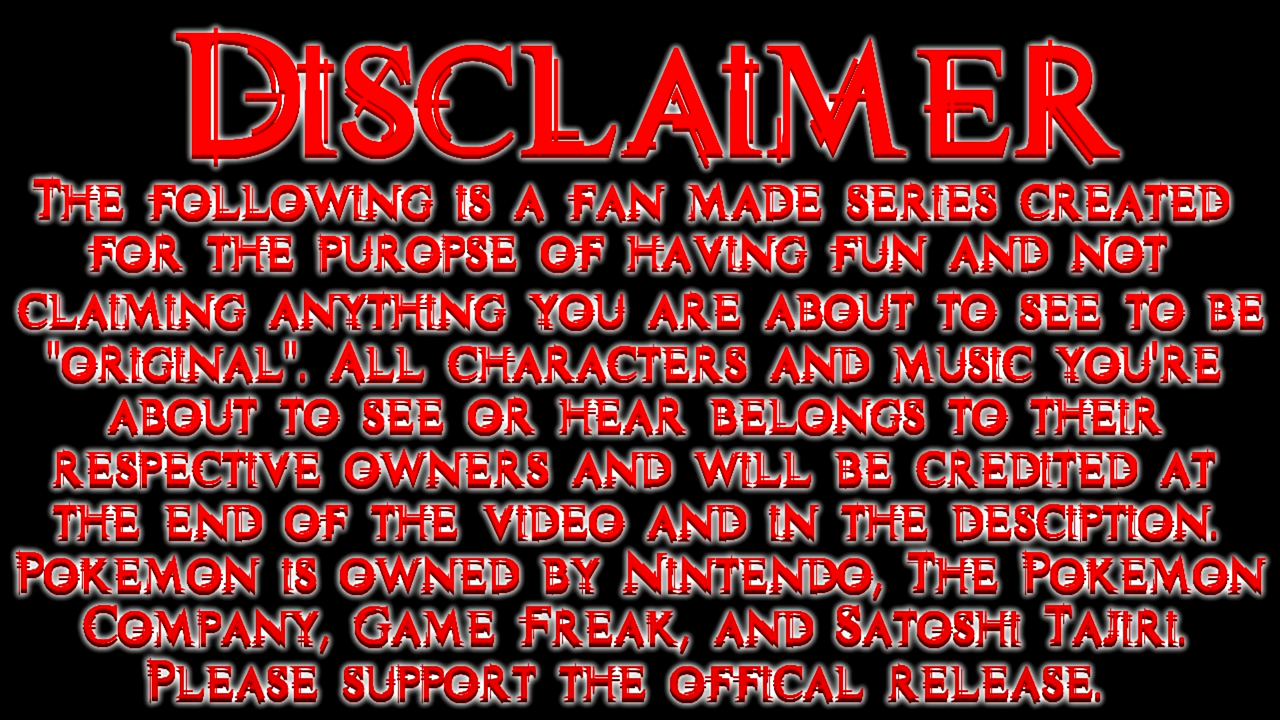 Disclaimer
The following is a fan made series created
for the puropse of having fun and not
claiming anything you are about to see to be
"original". All characters and music you're
about to see or hear belongs to their
respective owners and will be credited at
the end of the video and in the desciption.
Pokemon is owned by Nintendo, The Pokemon
Company, Game Freak, and Satoshi Tajiri.
Please support the offical release.